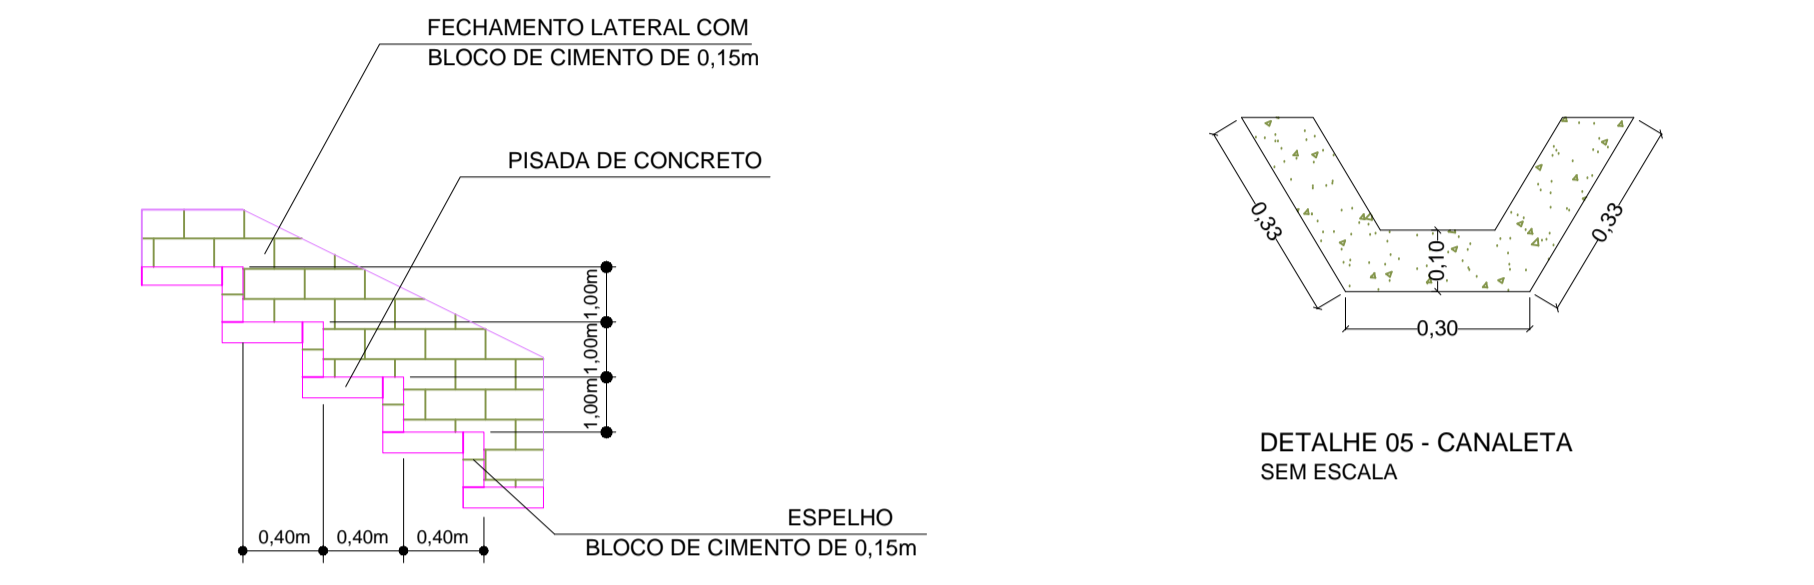 FECHAMENTO LATERAL COM
BLOCO DE CIMENTO DE 0,15m
PISADA DE CONCRETO
1,00m
1,00m
1,00m
0,40m
0,40m
0,40m
ESPELHO
BLOCO DE CIMENTO DE 0,15m
0,33
0,33
0,10
0,30
DETALHE 05 - CANALETA
SEM ESCALA